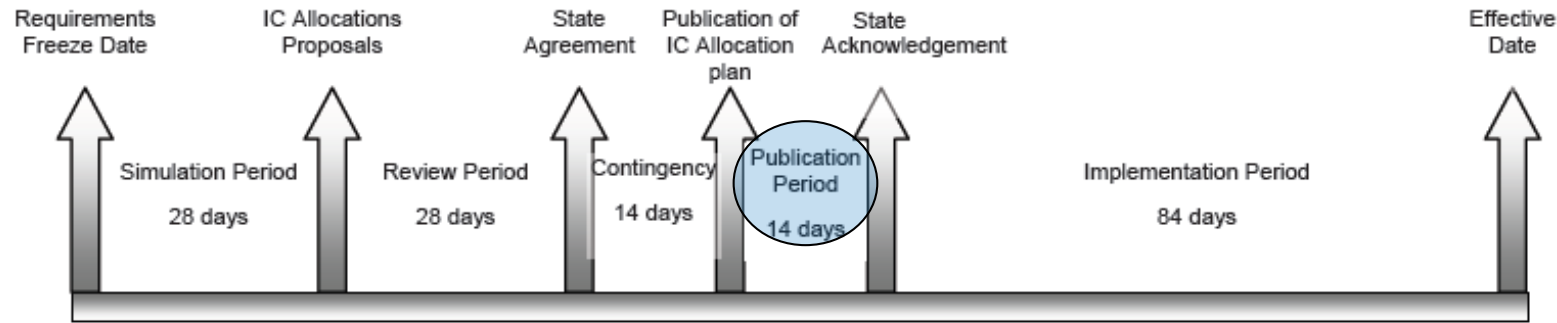 Requirements
Freeze Date
IC Allocations
Proposals
State
Agreement
Publication of
IC Allocation
plan
State
Acknowledgement
Effective
Date
Simulation Period
28 days
Review Period
28 days
Contingency
14 days
Publication
Period
14 days
Implementation Period
84 days